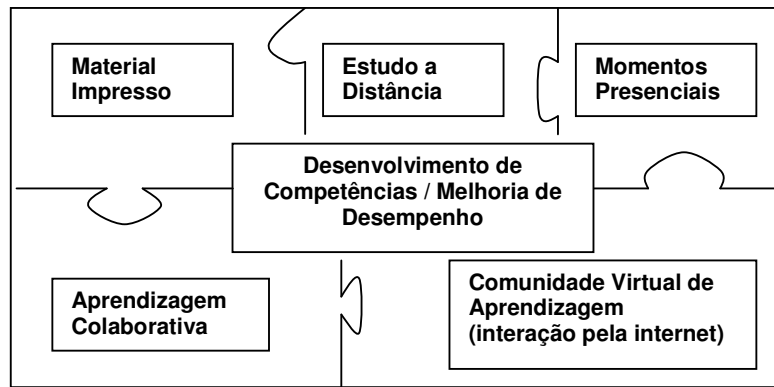 Material
Impresso
Estudo a
Distância
Momentos
Presenciais
Desenvolvimento de
Competências / Melhoria de
Desempenho
Aprendizagem
Colaborativa
Comunidade Virtual de
Aprendizagem
(interação pela internet)